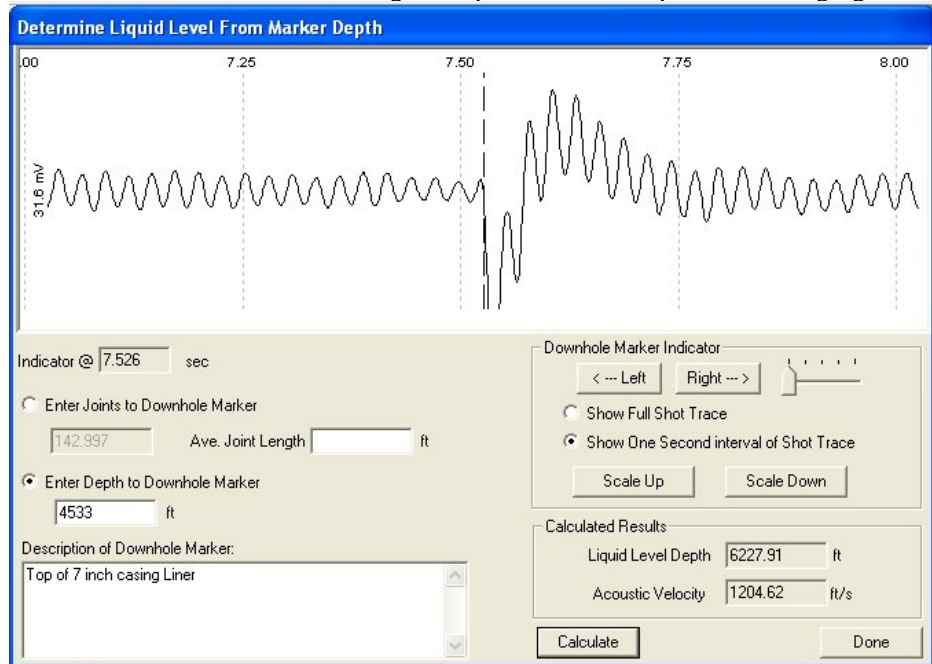 Determine Liquid Level From Marker Depth
.00 7.25 7.50 7.75 8.00
31.6 mV
Indicator @ 7.526 sec
Enter Joints to Downhole Marker
142.997 Ave. Joint Length ft
Enter Depth to Downhole Marker
4533 ft
Description of Downhole Marker:
Top of 7 inch casing Liner
Downhole Marker Indicator
< --- Left Right --- >
Show Full Shot Trace
Show One Second interval of Shot Trace
Scale Up Scale Down
Calculated Results
Liquid Level Depth 6227.91 ft
Acoustic Velocity 1204.62 ft/s
Calculate Done